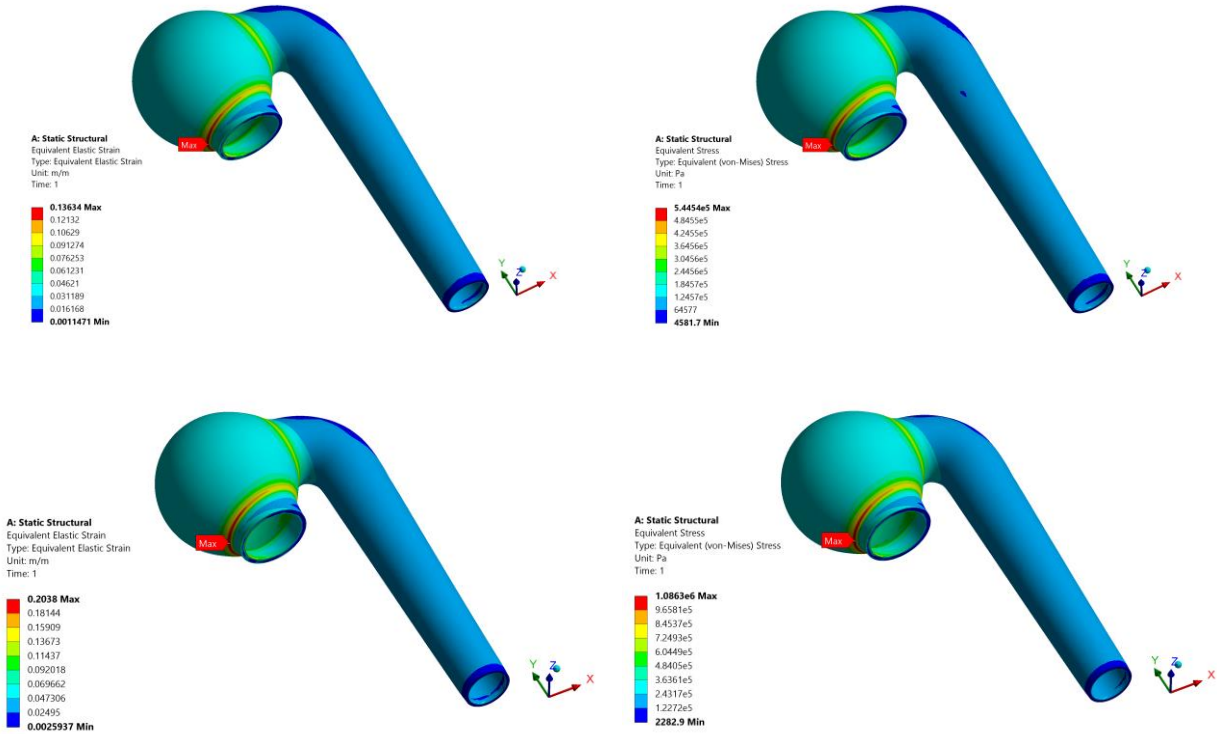 Max
A: Static Structural
Equivalent Elastic Strain
Type: Equivalent Elastic Strain
Unit: m/m
Time: 1
0.13634 Max
0.12132
0.10629
0.091274
0.076253
0.061231
0.04621
0.031189
0.016168
0.0011471 Min
Y
Z
X
Max
A: Static Structural
Equivalent Stress
Type: Equivalent (von-Mises) Stress
Unit: Pa
Time: 1
5.4454e5 Max
4.8455e5
4.2455e5
3.6456e5
3.0456e5
2.4456e5
1.8457e5
1.2457e5
64577
4581.7 Min
Y
Z
X
Max
A: Static Structural
Equivalent Elastic Strain
Type: Equivalent Elastic Strain
Unit: m/m
Time: 1
0.2038 Max
0.18144
0.15909
0.13673
0.11437
0.092018
0.069662
0.047306
0.02495
0.0025937 Min
Y
Z
X
Max
A: Static Structural
Equivalent Stress
Type: Equivalent (von-Mises) Stress
Unit: Pa
Time: 1
1.0863e6 Max
9.6581e5
8.4537e5
7.2493e5
6.0449e5
4.8405e5
3.6361e5
2.4317e5
1.2272e5
2282.9 Min
Y
Z
X